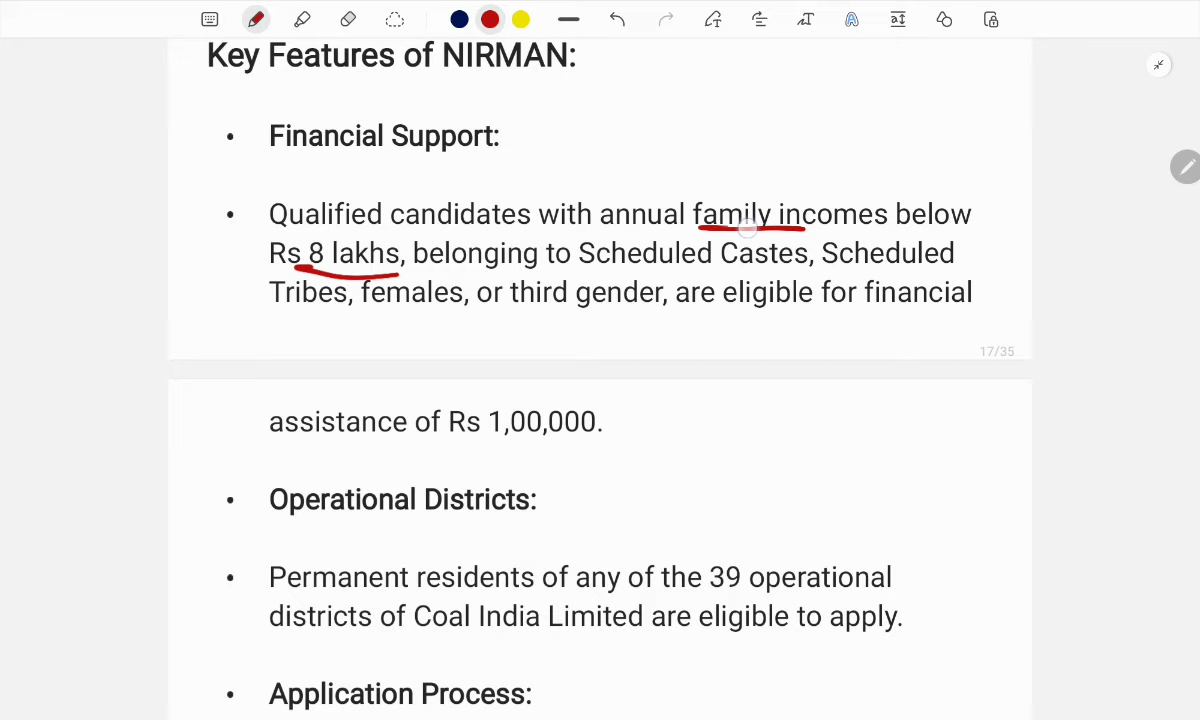 Key Features of NIRMAN:
• Financial Support:
• Qualified candidates with annual family incomes below
Rs 8 lakhs, belonging to Scheduled Castes, Scheduled
Tribes, females, or third gender, are eligible for financial
17/35
assistance of Rs 1,00,000.
• Operational Districts:
• Permanent residents of any of the 39 operational
districts of Coal India Limited are eligible to apply.
• Application Process: